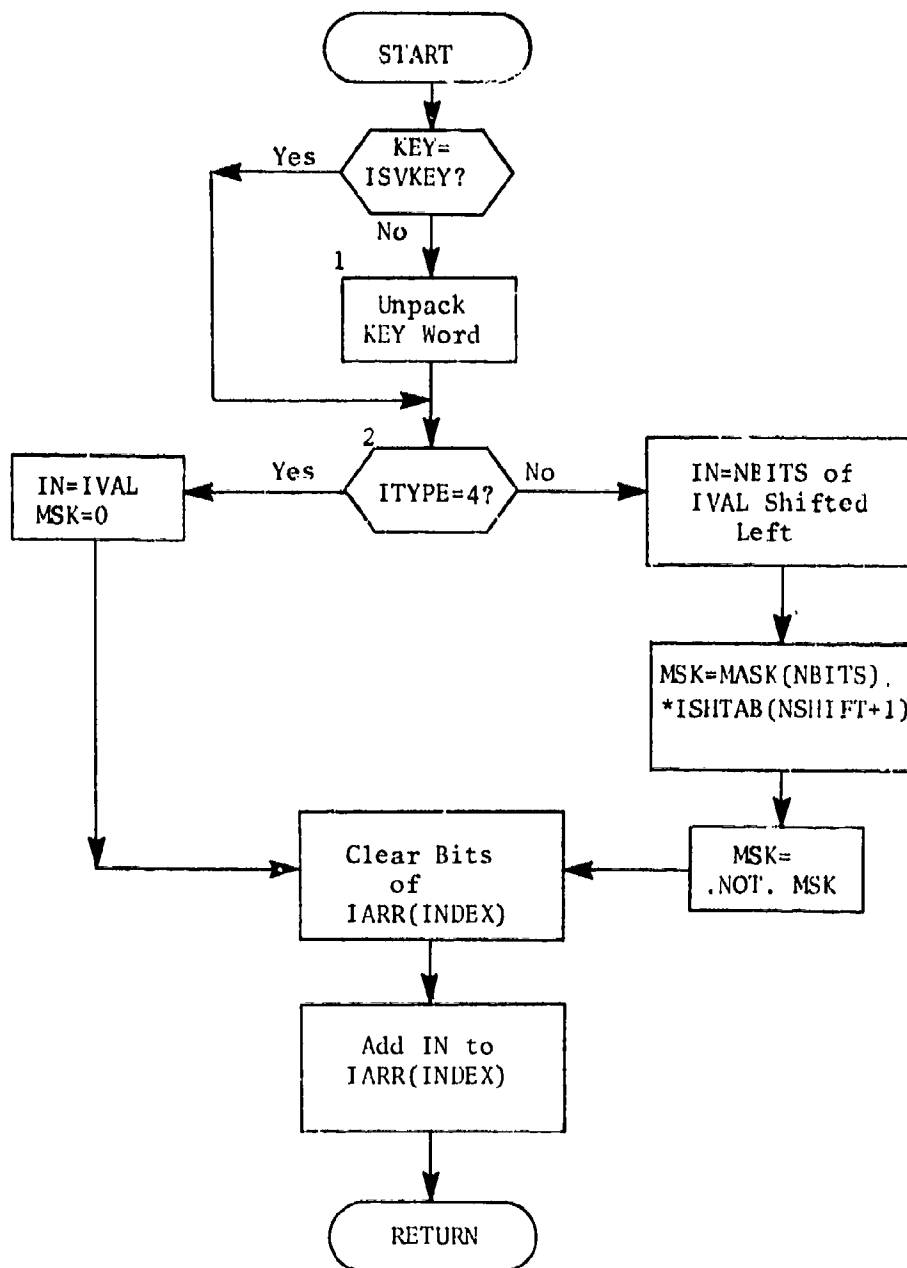 START
KEY=
ISVKEY?
Yes
No
1
Unpack
KEY Word
2
ITYPE=4?
Yes
No
IN=IVAL
MSK=0
IN=NBITS of
IVAL Shifted
Left
MSK=MASK(NBITS).
*ISHTAB(NSHIFT+1)
MSK=
.NOT. MSK
Clear Bits
of
IARR(INDEX)
Add IN to
IARR(INDEX)
RETURN